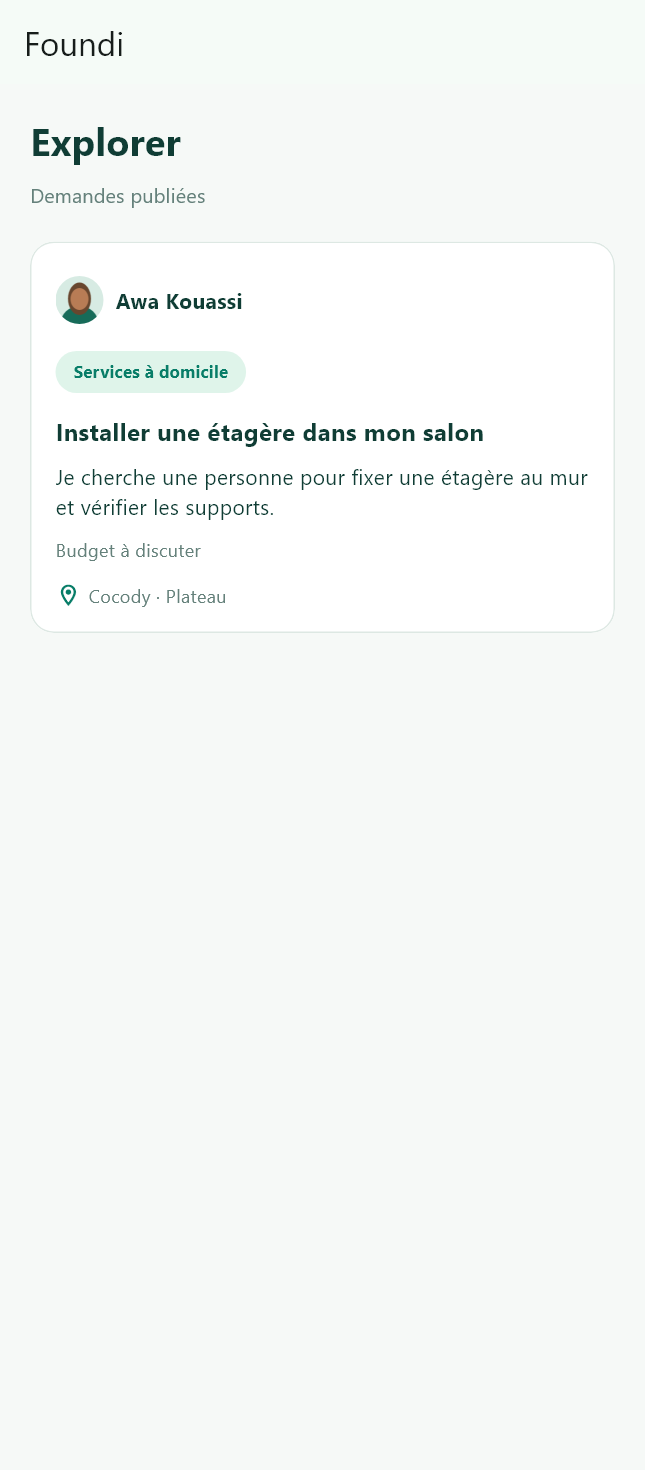 Foundi
Explorer
Demandes publiées
Awa Kouassi
Services à domicile
Installer une étagère dans mon salon
Je cherche une personne pour fixer une étagère au mur
et vérifier les supports.
Budget à discuter
Cocody · Plateau